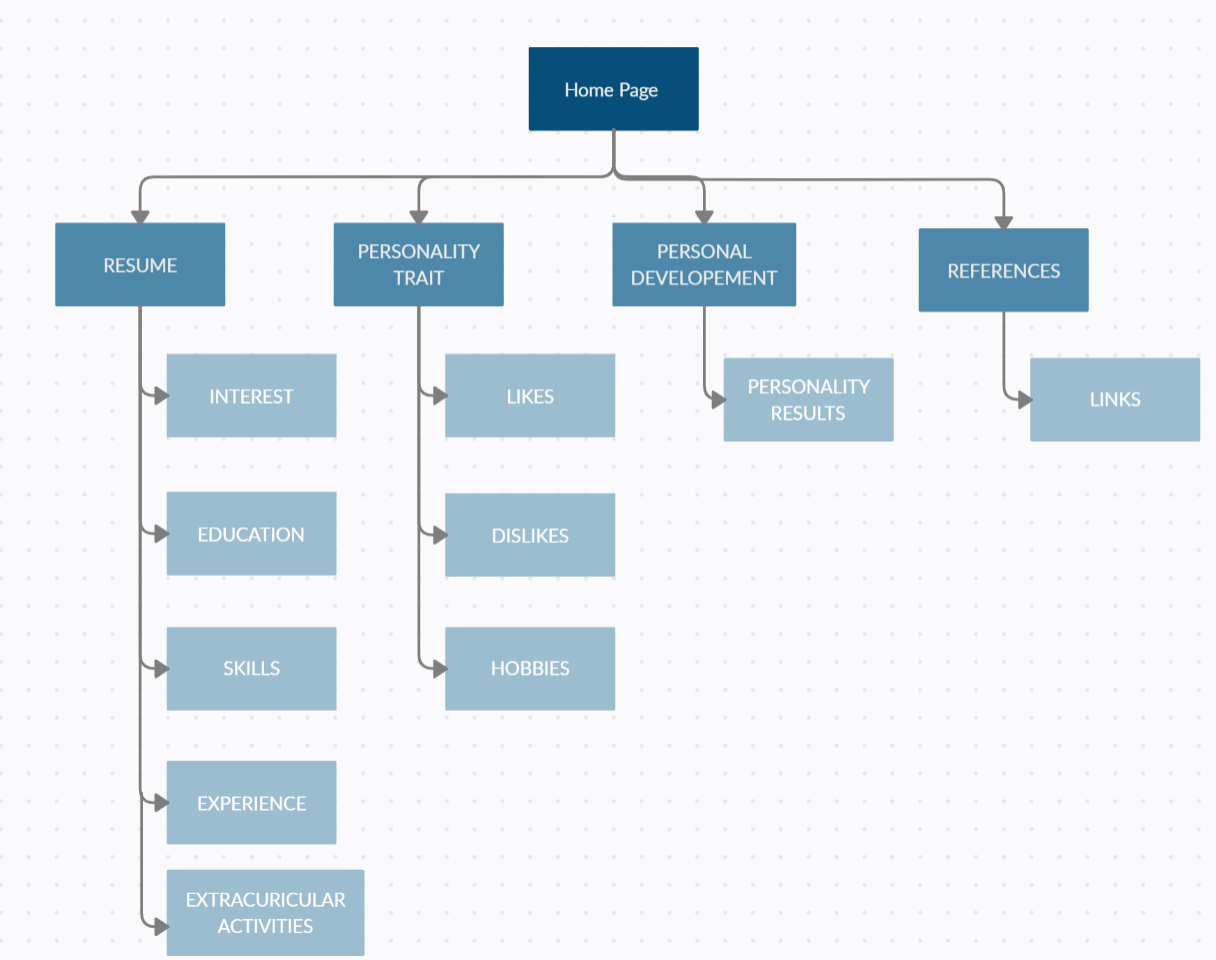 Home Page
RESUME
PERSONALITY
TRAIT
PERSONAL
DEVELOPEMENT
REFERENCES
INTEREST
LIKES
PERSONALITY
RESULTS
LINKS
EDUCATION
DISLIKES
SKILLS
HOBBIES
EXPERIENCE
EXTRACURICULAR
ACTIVITIES